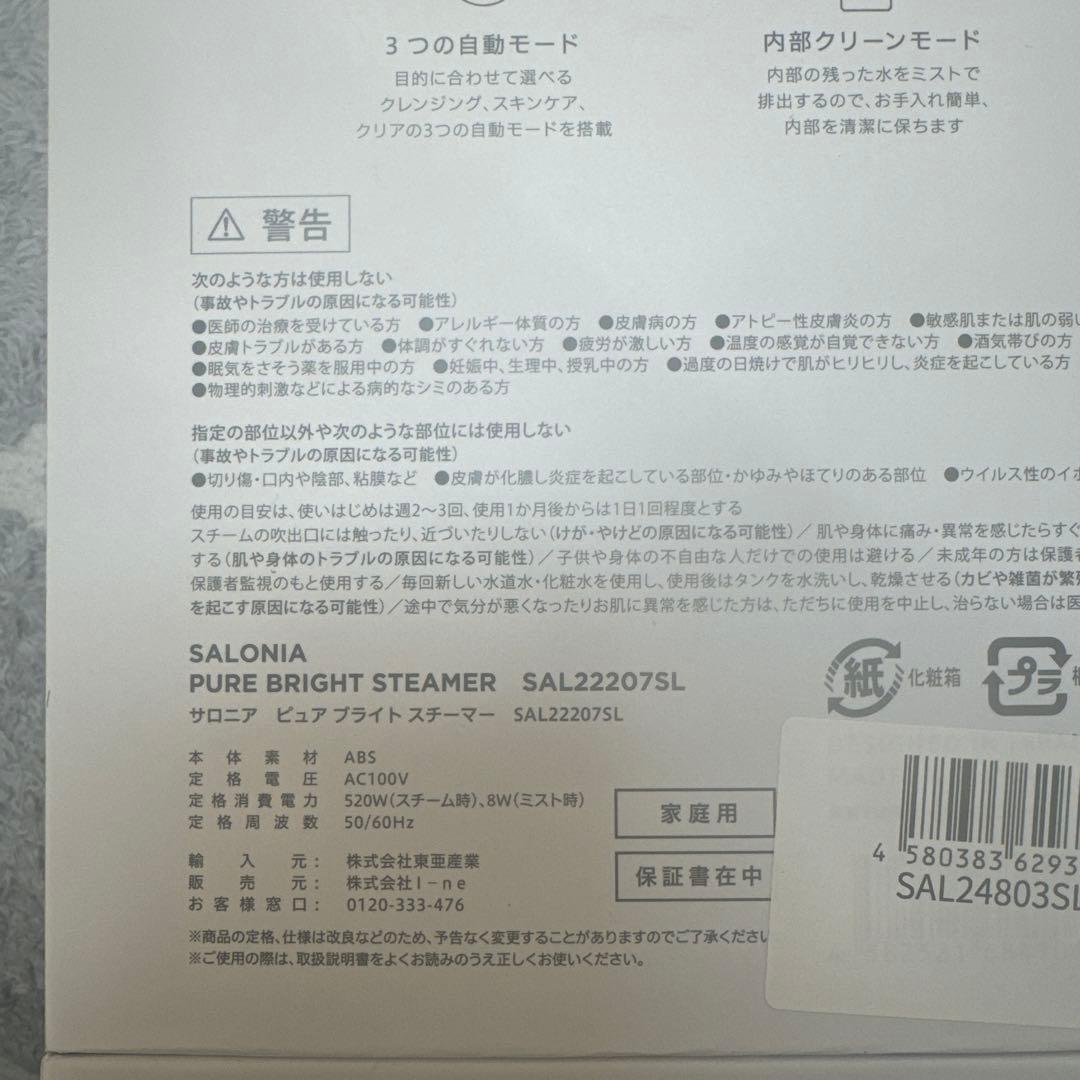 3つの自動モード
目的に合わせて選べる
クレンジング、スキンケア、
クリアの3つの自動モードを搭載
内部クリーンモード
内部の残った水をミストで
排出するので、お手入れ簡単、
内部を清潔に保ちます
⚠ 警告
次のような方は使用しない
(事故やトラブルの原因になる可能性)
●医師の治療を受けている方 ●アレルギー体質の方 ●皮膚病の方 ●アトピー性皮膚炎の方 ●敏感肌または肌の弱い
●皮膚トラブルがある方 ●体調がすぐれない方 ●疲労が激しい方 ●温度の感覚が自覚できない方 ●酒気帯びの方
●眠気をさそう薬を服用中の方 ●妊娠中、生理中、授乳中の方 ●過度の日焼けで肌がヒリヒリし、炎症を起こしている方
●物理的刺激などによる病的なシミのある方
指定の部位以外や次のような部位には使用しない
(事故やトラブルの原因になる可能性)
●切り傷・口内や陰部、粘膜など ●皮膚が化膿し炎症を起こしている部位・かゆみやほてりのある部位 ●ウイルス性のイボ
使用の目安は、使いはじめは週2〜3回、使用1か月後からは1日1回程度とする
スチームの吹出口には触ったり、近づいたりしない(けが・やけどの原因になる可能性)/肌や身体に痛み・異常を感じたらすぐ
する(肌や身体のトラブルの原因になる可能性)/子供や身体の不自由な人だけでの使用は避ける/未成年の方は保護者
保護者監視のもと使用する/毎回新しい水道水・化粧水を使用し、使用後はタンクを水洗いし、乾燥させる(カビや雑菌が繁殖
を起こす原因になる可能性)/途中で気分が悪くなったりお肌に異常を感じた方は、ただちに使用を中止し、治らない場合は医
SALONIA
PURE BRIGHT STEAMER SAL22207SL
サロニア ピュア ブライト スチーマー SAL22207SL
紙 化粧箱
プラ
本体素材 ABS
定格電圧 AC100V
定格消費電力 520W(スチーム時)、8W(ミスト時)
定格周波数 50/60Hz
家庭用
輸入元: 株式会社東亜産業
販売元: 株式会社I-ne
お客様窓口: 0120-333-476
保証書在中
4 580383 6293
SAL24803SL
※商品の定格、仕様は改良などのため、予告なく変更することがありますのでご了承ください
※ご使用の際は、取扱説明書をよくお読みのうえ正しくお使いください。